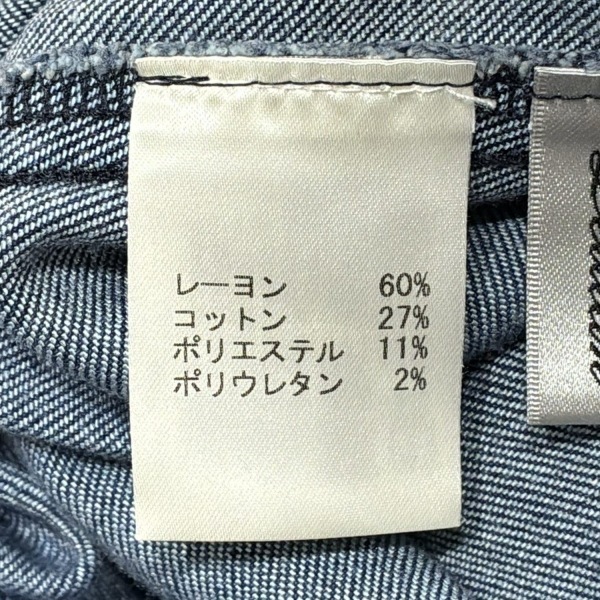 レーヨン 60%
コットン 27%
ポリエステル 11%
ポリウレタン 2%